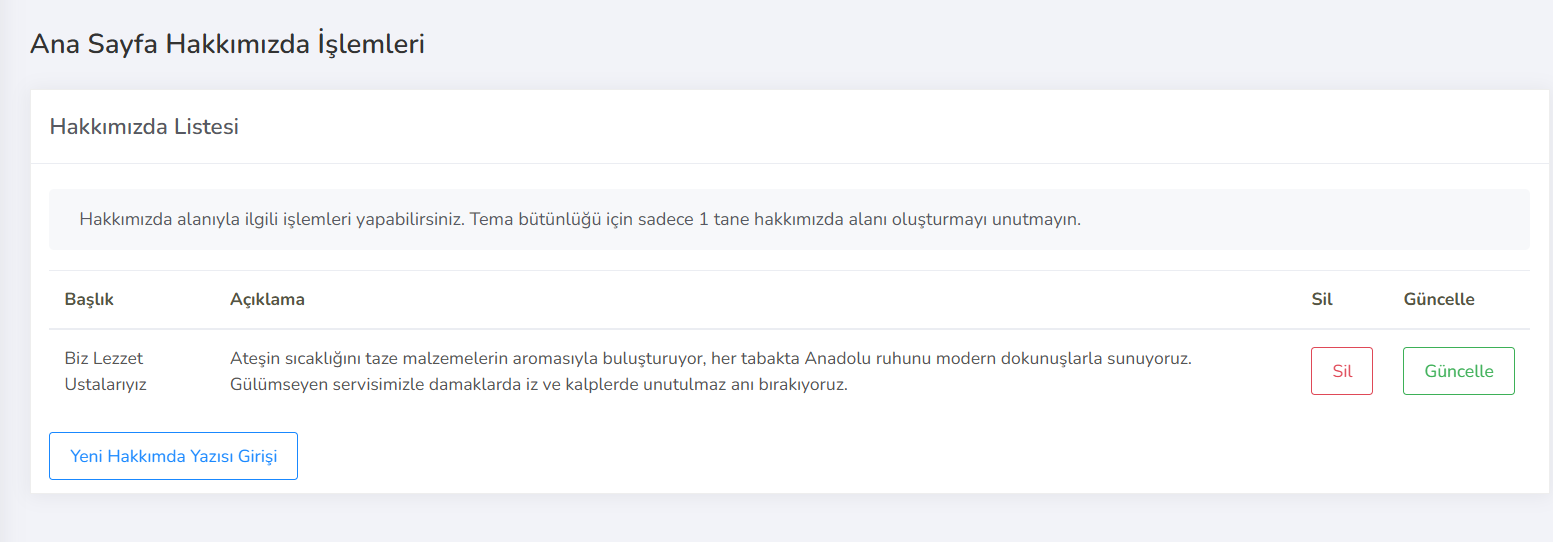 Ana Sayfa Hakkımızda İşlemleri
Hakkımızda Listesi
Hakkımızda alanıyla ilgili işlemleri yapabilirsiniz. Tema bütünlüğü için sadece 1 tane hakkımızda alanı oluşturmayı unutmayın.
Başlık Açıklama Sil Güncelle
Biz Lezzet Ustalarıyız
Ateşin sıcaklığını taze malzemelerin aromasıyla buluşturuyor, her tabakta Anadolu ruhunu modern dokunuşlarla sunuyoruz.
Gülümseyen servisimizle damaklarda iz ve kalplerde unutulmaz anı bırakıyoruz.
Sil Güncelle
Yeni Hakkımda Yazısı Girişi